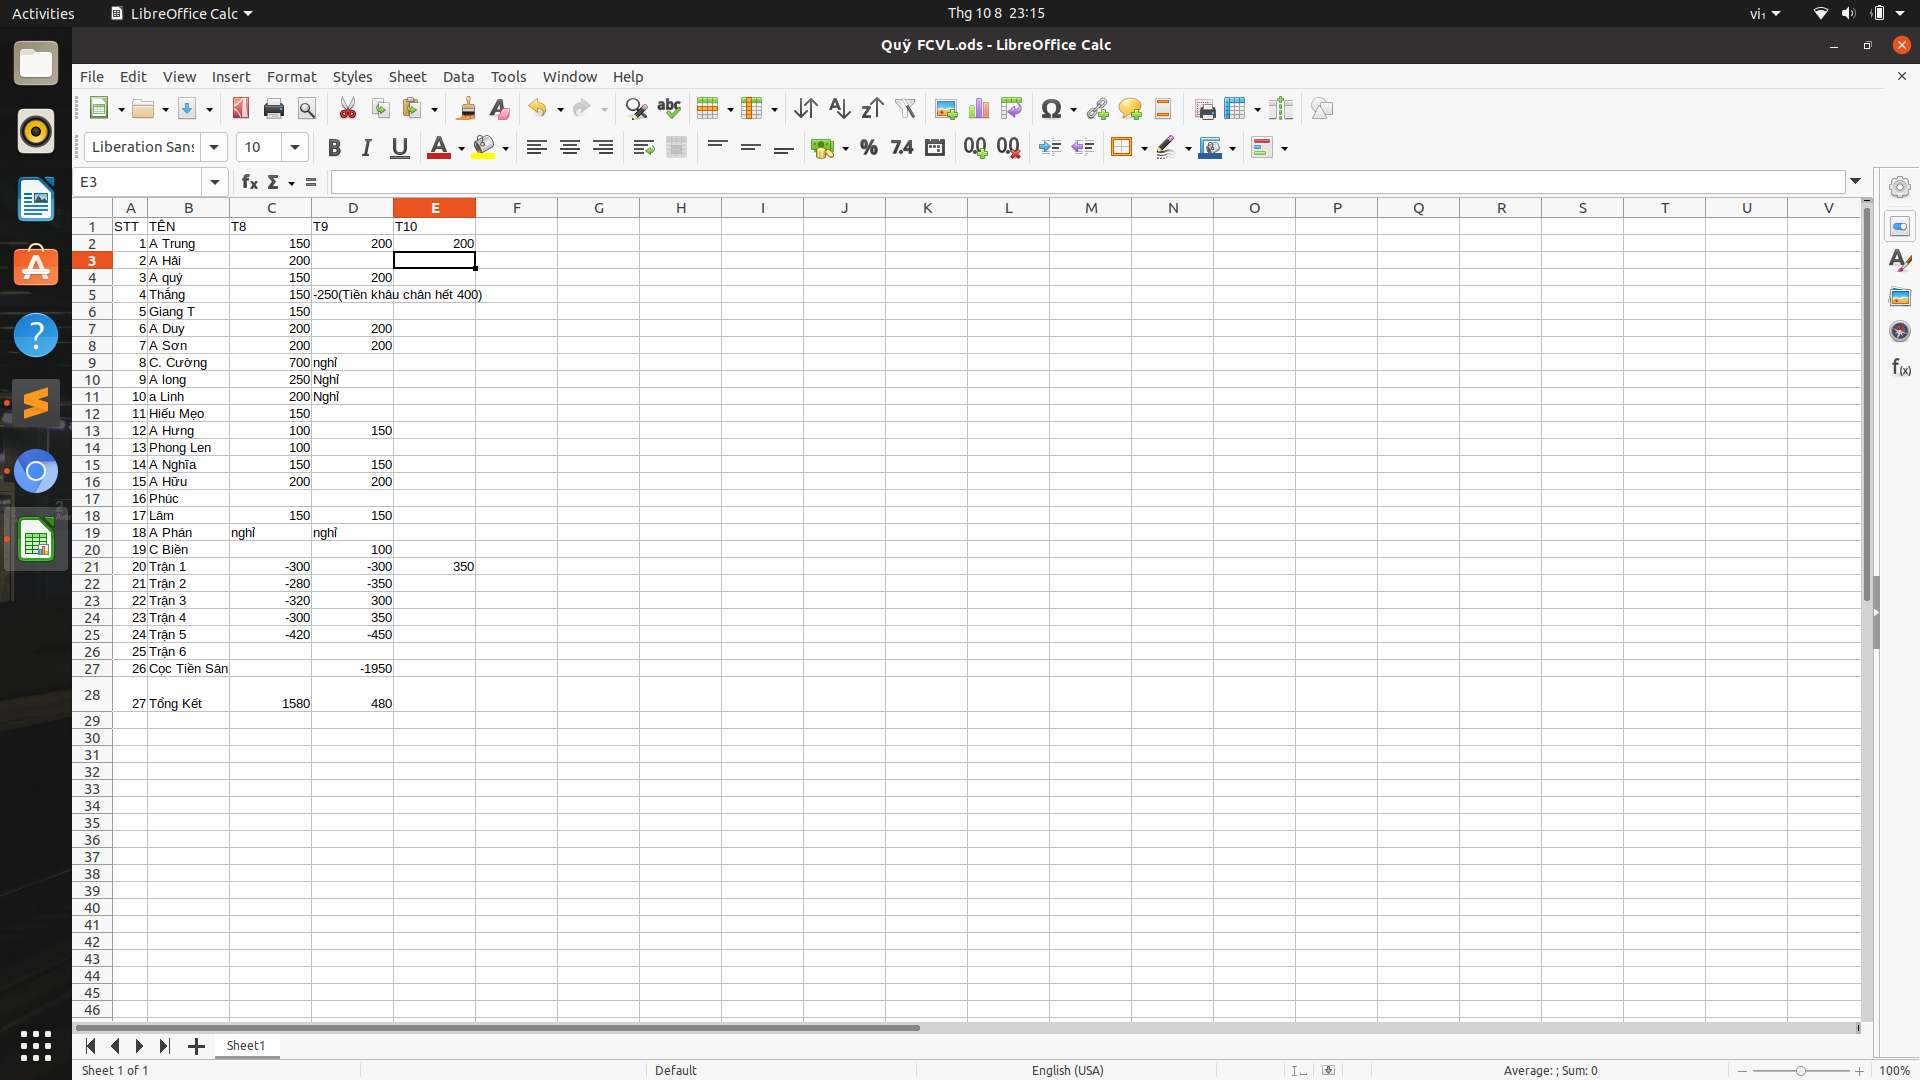 Activities LibreOffice Calc Thg 10 8 23:15 vi₁
Quỹ FCVL.ods - LibreOffice Calc
File Edit View Insert Format Styles Sheet Data Tools Window Help
Liberation Sans 10
E3
A B C D E F G H I J K L M N O P Q R S T U V
1 STT TÊN T8 T9 T10
2 1 A Trung 150 200 200
3 2 A Hải 200
4 3 A quý 150 200
5 4 Thắng 150 -250(Tiền khâu chân hết 400)
6 5 Giang T 150
7 6 A Duy 200 200
8 7 A Sơn 200 200
9 8 C. Cường 700 nghỉ
10 9 A long 250 Nghỉ
11 10 a Linh 200 Nghỉ
12 11 Hiếu Mẹo 150
13 12 A Hưng 100 150
14 13 Phong Len 100
15 14 A Nghĩa 150 150
16 15 A Hữu 200 200
17 16 Phúc
18 17 Lâm 150 150
19 18 A Phán nghỉ nghỉ
20 19 C Biền 100
21 20 Trận 1 -300 -300 350
22 21 Trận 2 -280 -350
23 22 Trận 3 -320 300
24 23 Trận 4 -300 350
25 24 Trận 5 -420 -450
26 25 Trận 6
27 26 Cọc Tiền Sân -1950
28 27 Tổng Kết 1580 480
29
30
31
32
33
34
35
36
37
38
39
40
41
42
43
44
45
46
Sheet1
Sheet 1 of 1 Default English (USA) Average: ; Sum: 0 100%